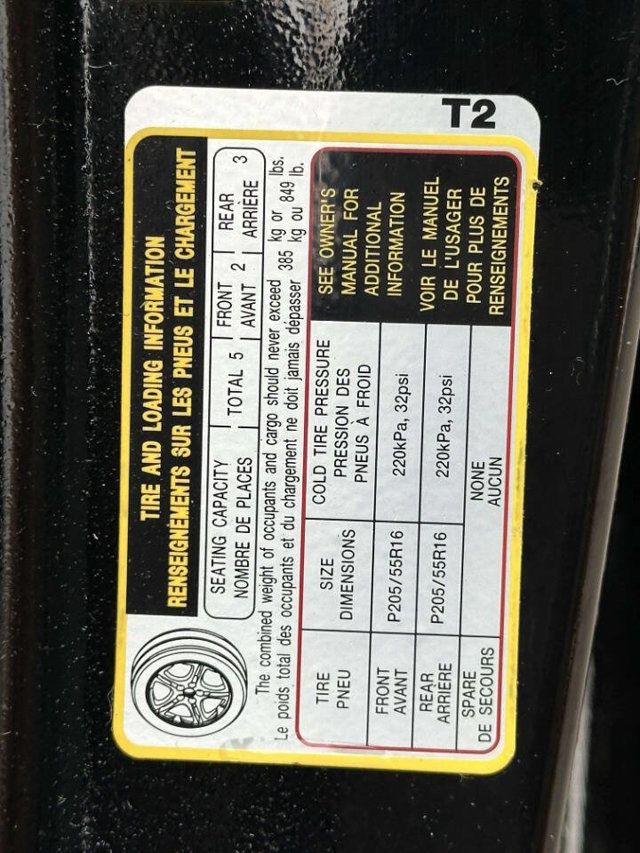 TIRE AND LOADING INFORMATION
RENSEIGNEMENTS SUR LES PNEUS ET LE CHARGEMENT
SEATING CAPACITY
NOMBRE DE PLACES
TOTAL 5
FRONT
AVANT
2
REAR
ARRIÈRE
3
The combined weight of occupants and cargo should never exceed 385 kg or 849 lbs.
Le poids total des occupants et du chargement ne doit jamais dépasser 385 kg ou 849 lb.
TIRE
PNEU
SIZE
DIMENSIONS
COLD TIRE PRESSURE
PRESSION DES
PNEUS À FROID
FRONT
AVANT
P205/55R16
220kPa, 32psi
REAR
ARRIÈRE
P205/55R16
220kPa, 32psi
SPARE
DE SECOURS
NONE
AUCUN
SEE OWNER'S
MANUAL FOR
ADDITIONAL
INFORMATION
VOIR LE MANUEL
DE L'USAGER
POUR PLUS DE
RENSEIGNEMENTS
T2